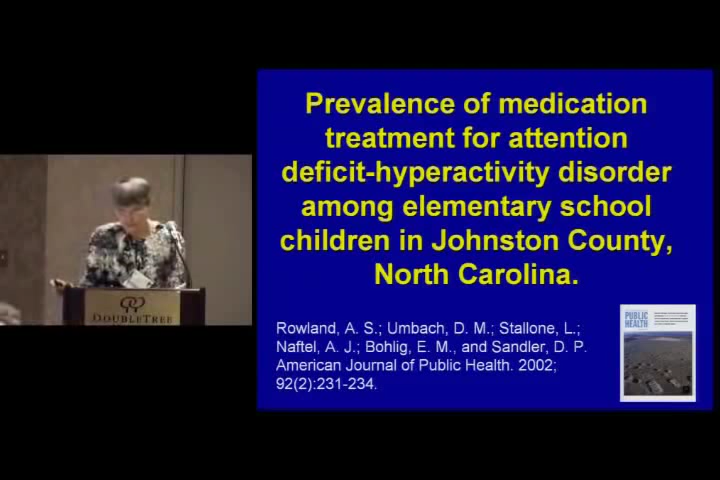 Prevalence of medication
treatment for attention
deficit-hyperactivity disorder
among elementary school
children in Johnston County,
North Carolina.
Rowland, A. S.; Umbach, D. M.; Stallone, L.;
Naftel, A. J.; Bohlig, E. M., and Sandler, D. P.
American Journal of Public Health. 2002;
92(2):231-234.
PUBLIC
HEALTH
DOUBLETREE